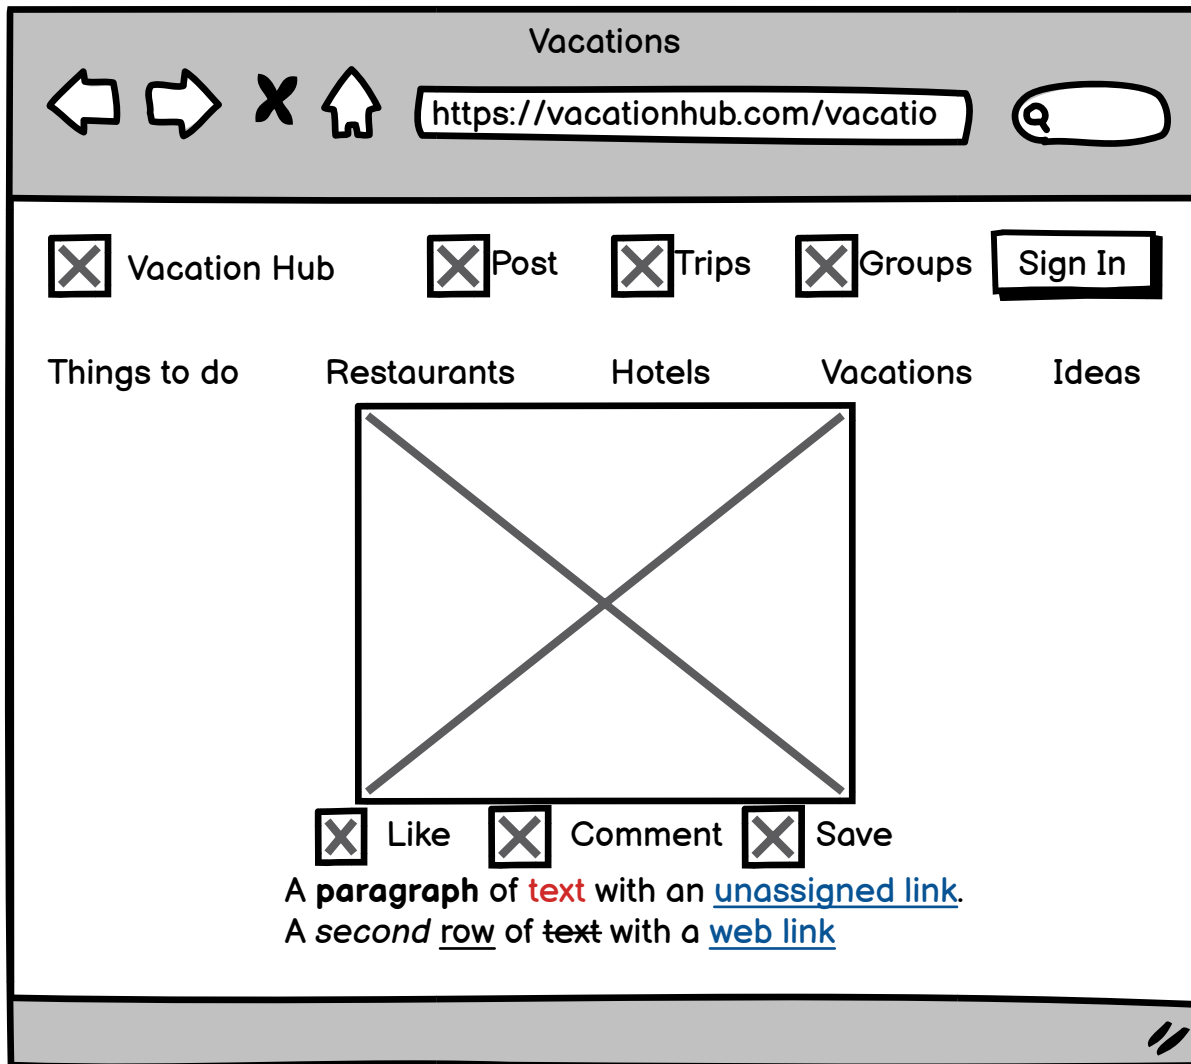 Vacations
https://vacationhub.com/vacatio
Vacation Hub Post Trips Groups Sign In
Things to do Restaurants Hotels Vacations Ideas
Like Comment Save
A paragraph of text with an unassigned link.
A second row of text with a web link